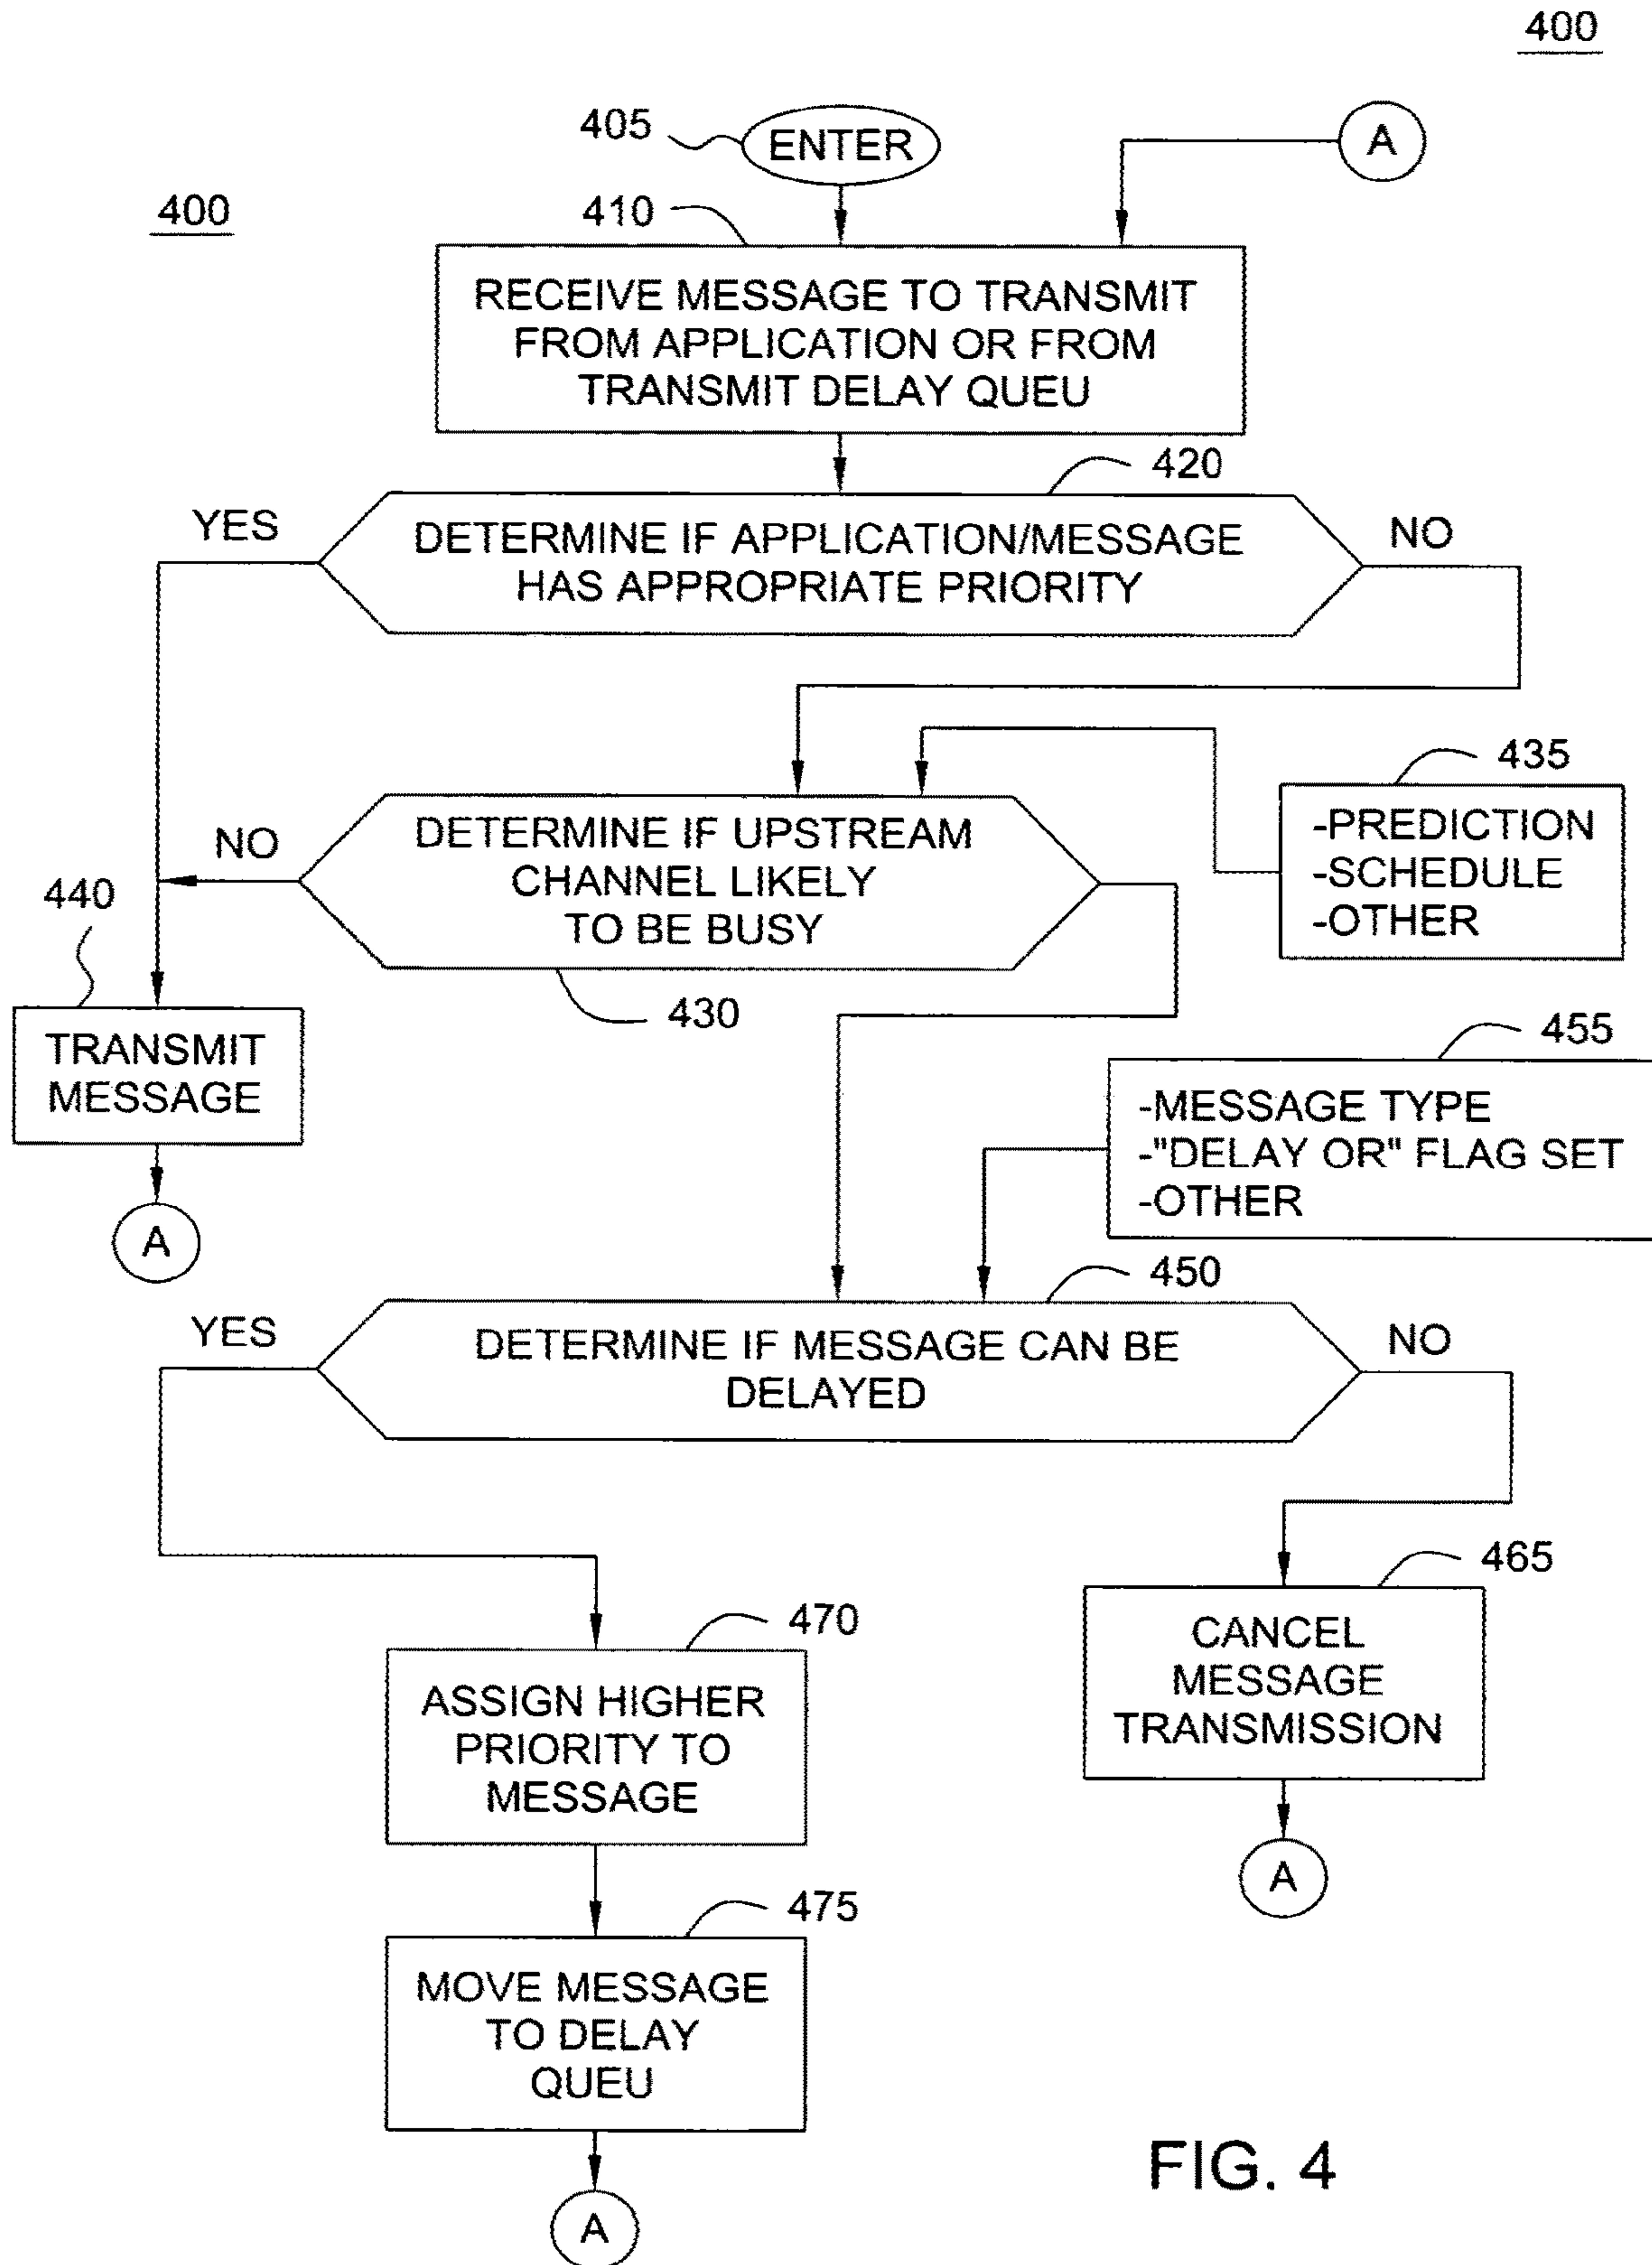 400
405
ENTER
A
400
410
RECEIVE MESSAGE TO TRANSMIT
FROM APPLICATION OR FROM
TRANSMIT DELAY QUEU
420
YES
DETERMINE IF APPLICATION/MESSAGE
HAS APPROPRIATE PRIORITY
NO
435
-PREDICTION
-SCHEDULE
-OTHER
NO
DETERMINE IF UPSTREAM
CHANNEL LIKELY
TO BE BUSY
430
440
TRANSMIT
MESSAGE
A
455
-MESSAGE TYPE
-"DELAY OR" FLAG SET
-OTHER
450
YES
DETERMINE IF MESSAGE CAN BE
DELAYED
NO
465
CANCEL
MESSAGE
TRANSMISSION
A
470
ASSIGN HIGHER
PRIORITY TO
MESSAGE
475
MOVE MESSAGE
TO DELAY
QUEU
A
FIG. 4